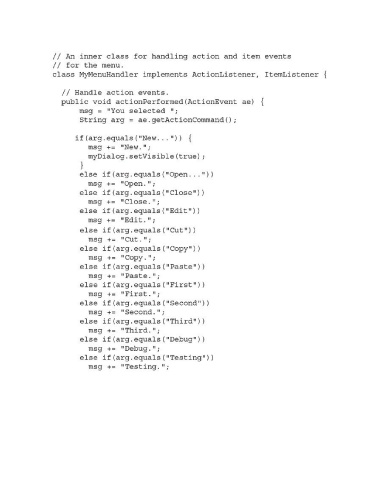 // An inner class for handling action and item events
// for the menu.
class MyMenuHandler implements ActionListener, ItemListener {
// Handle action events.
public void actionPerformed(ActionEvent ae) {
msg = "You selected ";
String arg = ae.getActionCommand();
if(arg.equals("New...")) {
msg += "New.";
myDialog.setVisible(true);
}
else if(arg.equals("Open..."))
msg += "Open.";
else if(arg.equals("Close"))
msg += "Close.";
else if(arg.equals("Edit"))
msg += "Edit.";
else if(arg.equals("Cut"))
msg += "Cut.";
else if(arg.equals("Copy"))
msg += "Copy.";
else if(arg.equals("Paste"))
msg += "Paste.";
else if(arg.equals("First"))
msg += "First.";
else if(arg.equals("Second"))
msg += "Second.";
else if(arg.equals("Third"))
msg += "Third.";
else if(arg.equals("Debug"))
msg += "Debug.";
else if(arg.equals("Testing"))
msg += "Testing.";